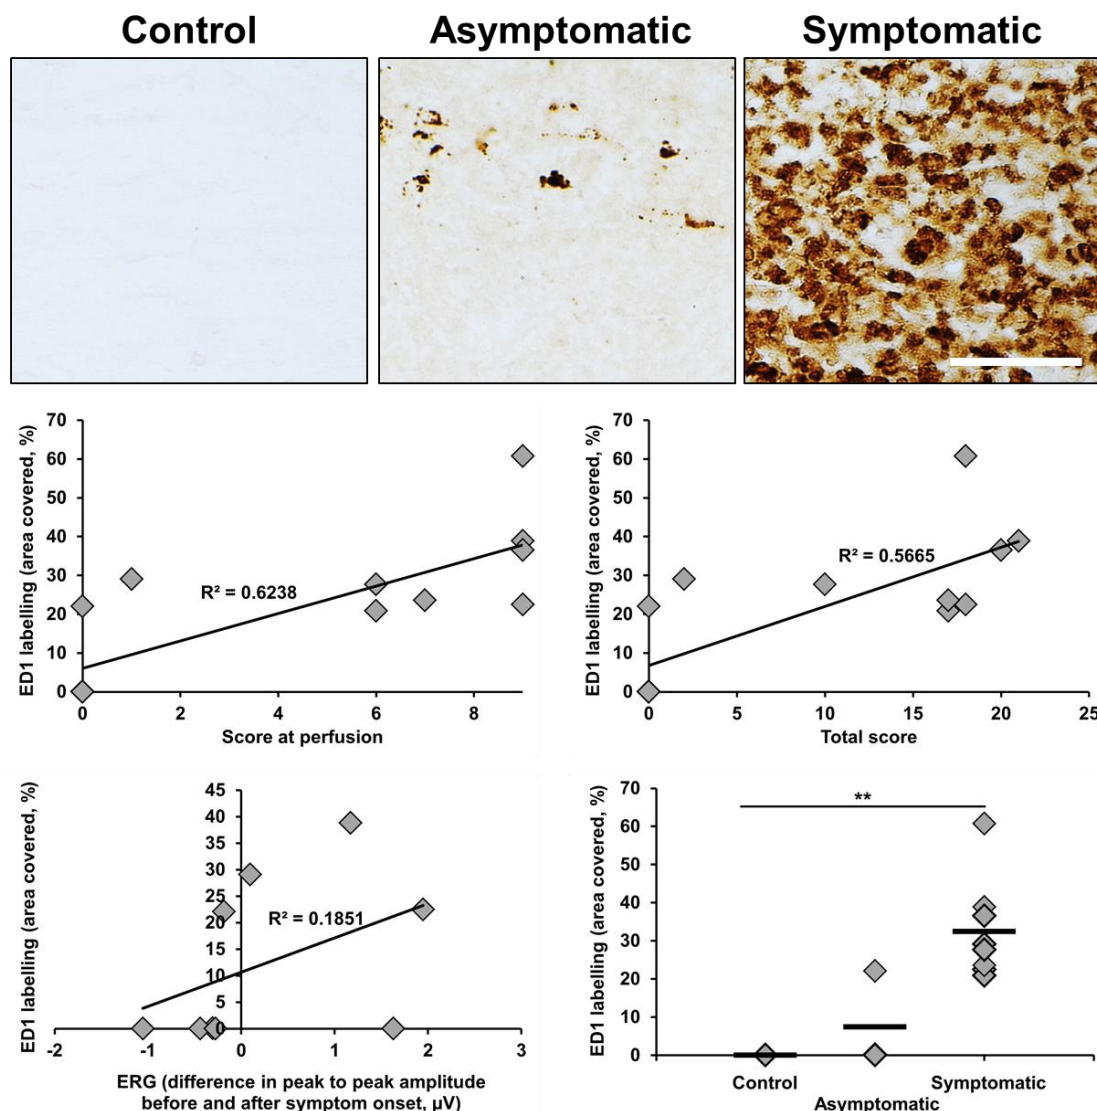 Control Asymptomatic Symptomatic
70
60
50
40
30
20
10
0
ED1 labelling (area covered, %)
R² = 0.6238
0 2 4 6 8
Score at perfusion
70
60
50
40
30
20
10
0
ED1 labelling (area covered, %)
R² = 0.5665
0 5 10 15 20 25
Total score
45
40
35
30
25
20
15
10
5
0
ED1 labelling (area covered, %)
R² = 0.1851
-2 -1 0 1 2 3
ERG (difference in peak to peak amplitude
before and after symptom onset, µV)
70
60
50
40
30
20
10
0
ED1 labelling (area covered, %)
**
Control Symptomatic
Asymptomatic